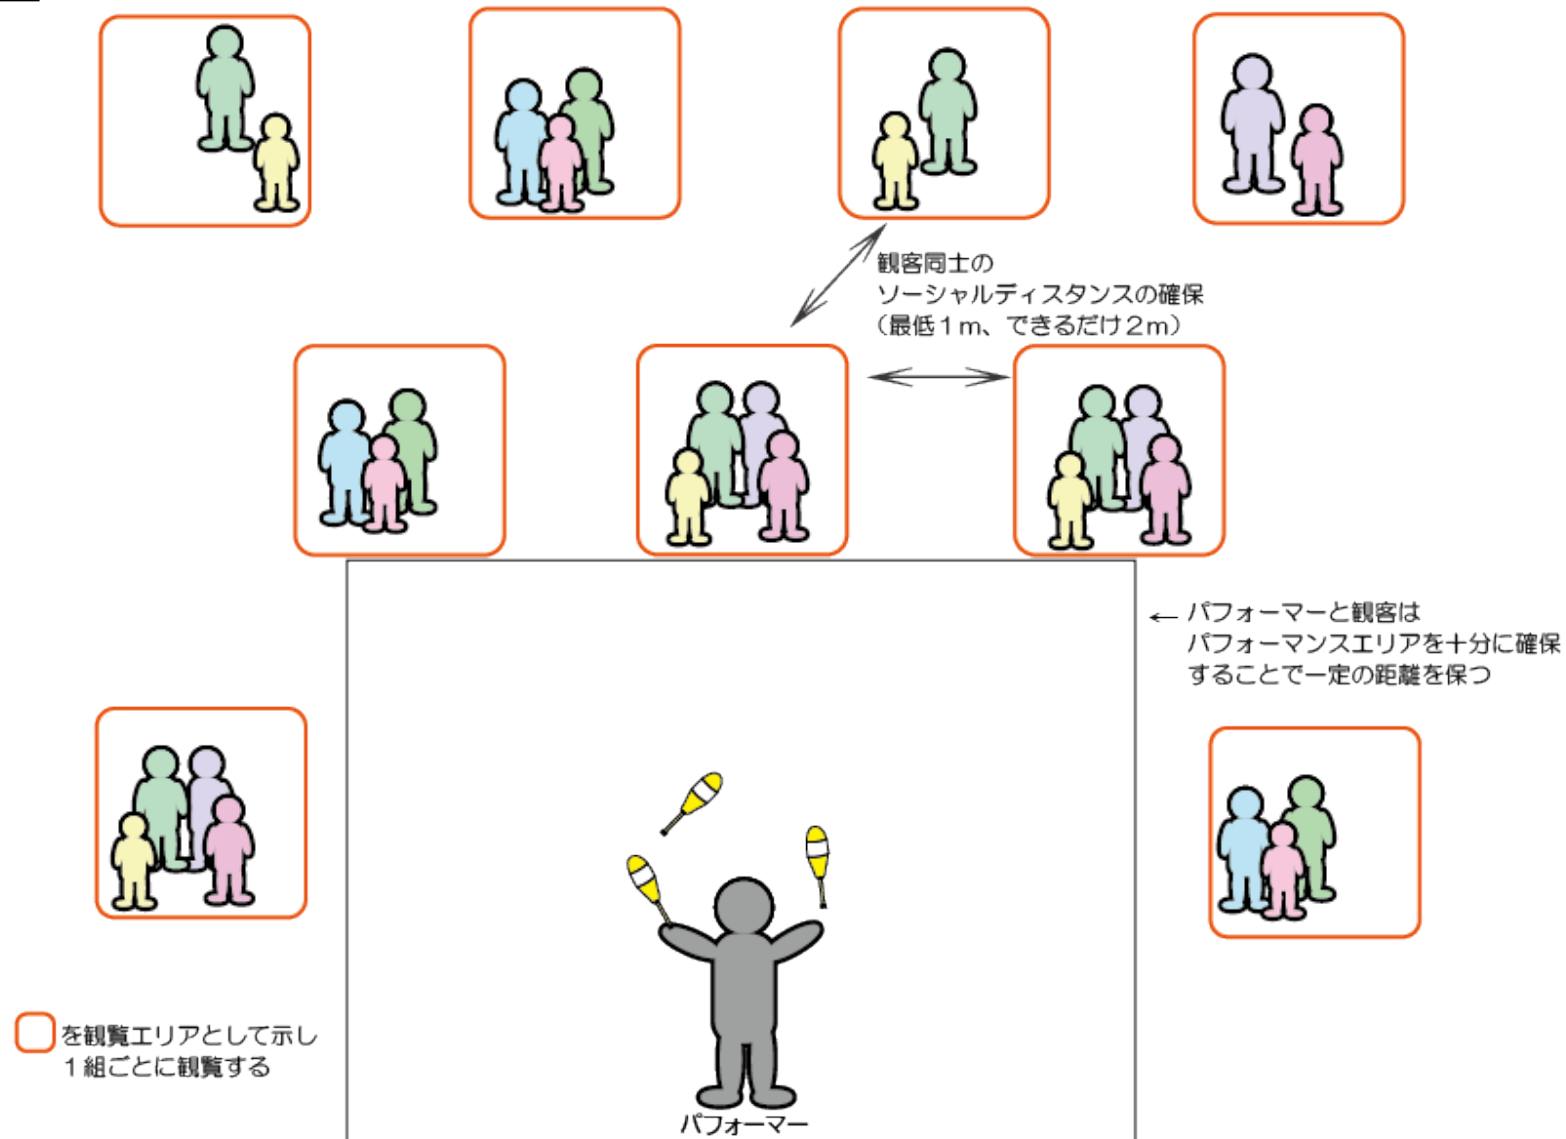 観客同士の
ソーシャルディスタンスの確保
（最低１ｍ、できるだけ２ｍ）
← パフォーマーと観客は
パフォーマンスエリアを十分に確保
することで一定の距離を保つ
を観覧エリアとして示し
１組ごとに観覧する
パフォーマー